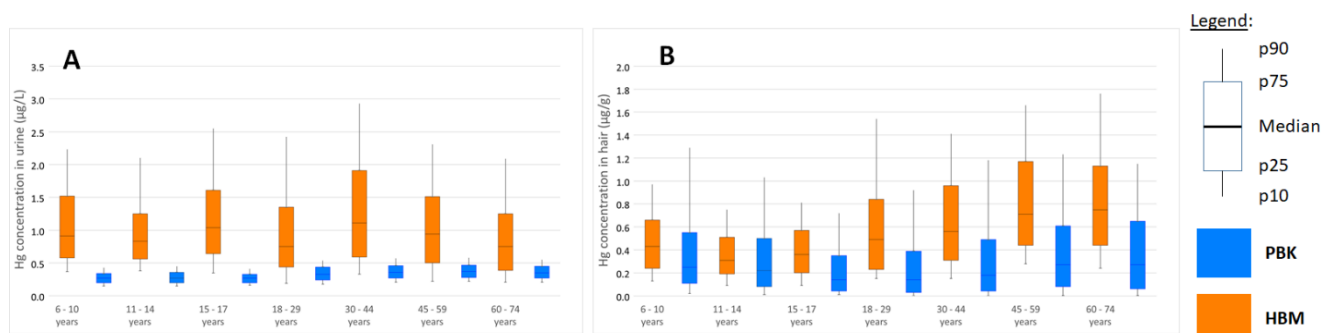 A
Hg concentration in urine (µg/L)
3.5
3.0
2.5
2.0
1.5
1.0
0.5
0.0
6 - 10
years
11 - 14
years
15 - 17
years
18 - 29
years
30 - 44
years
45 - 59
years
60 - 74
years
B
Hg concentration in hair (µg/g)
2.0
1.8
1.6
1.4
1.2
1.0
0.8
0.6
0.4
0.2
0.0
6 - 10
years
11 - 14
years
15 - 17
years
18 - 29
years
30 - 44
years
45 - 59
years
60 - 74
years
Legend:
p90
p75
Median
p25
p10
PBK
HBM